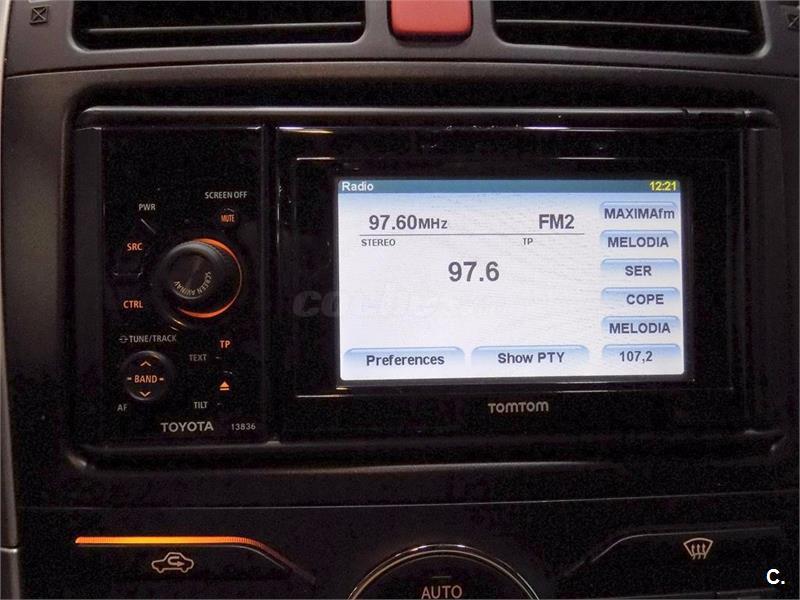 Radio 12:21
97.60MHz FM2
STEREO TP
97.6
Preferences Show PTY
MAXIMAfm
MELODIA
SER
COPE
MELODIA
107,2
SCREEN OFF
PWR
MUTE
SRC
SCREEN
CTRL
TUNE/TRACK
TP
TEXT
BAND
AF TILT
TOYOTA 13836
TOMTOM
AUTO
C.